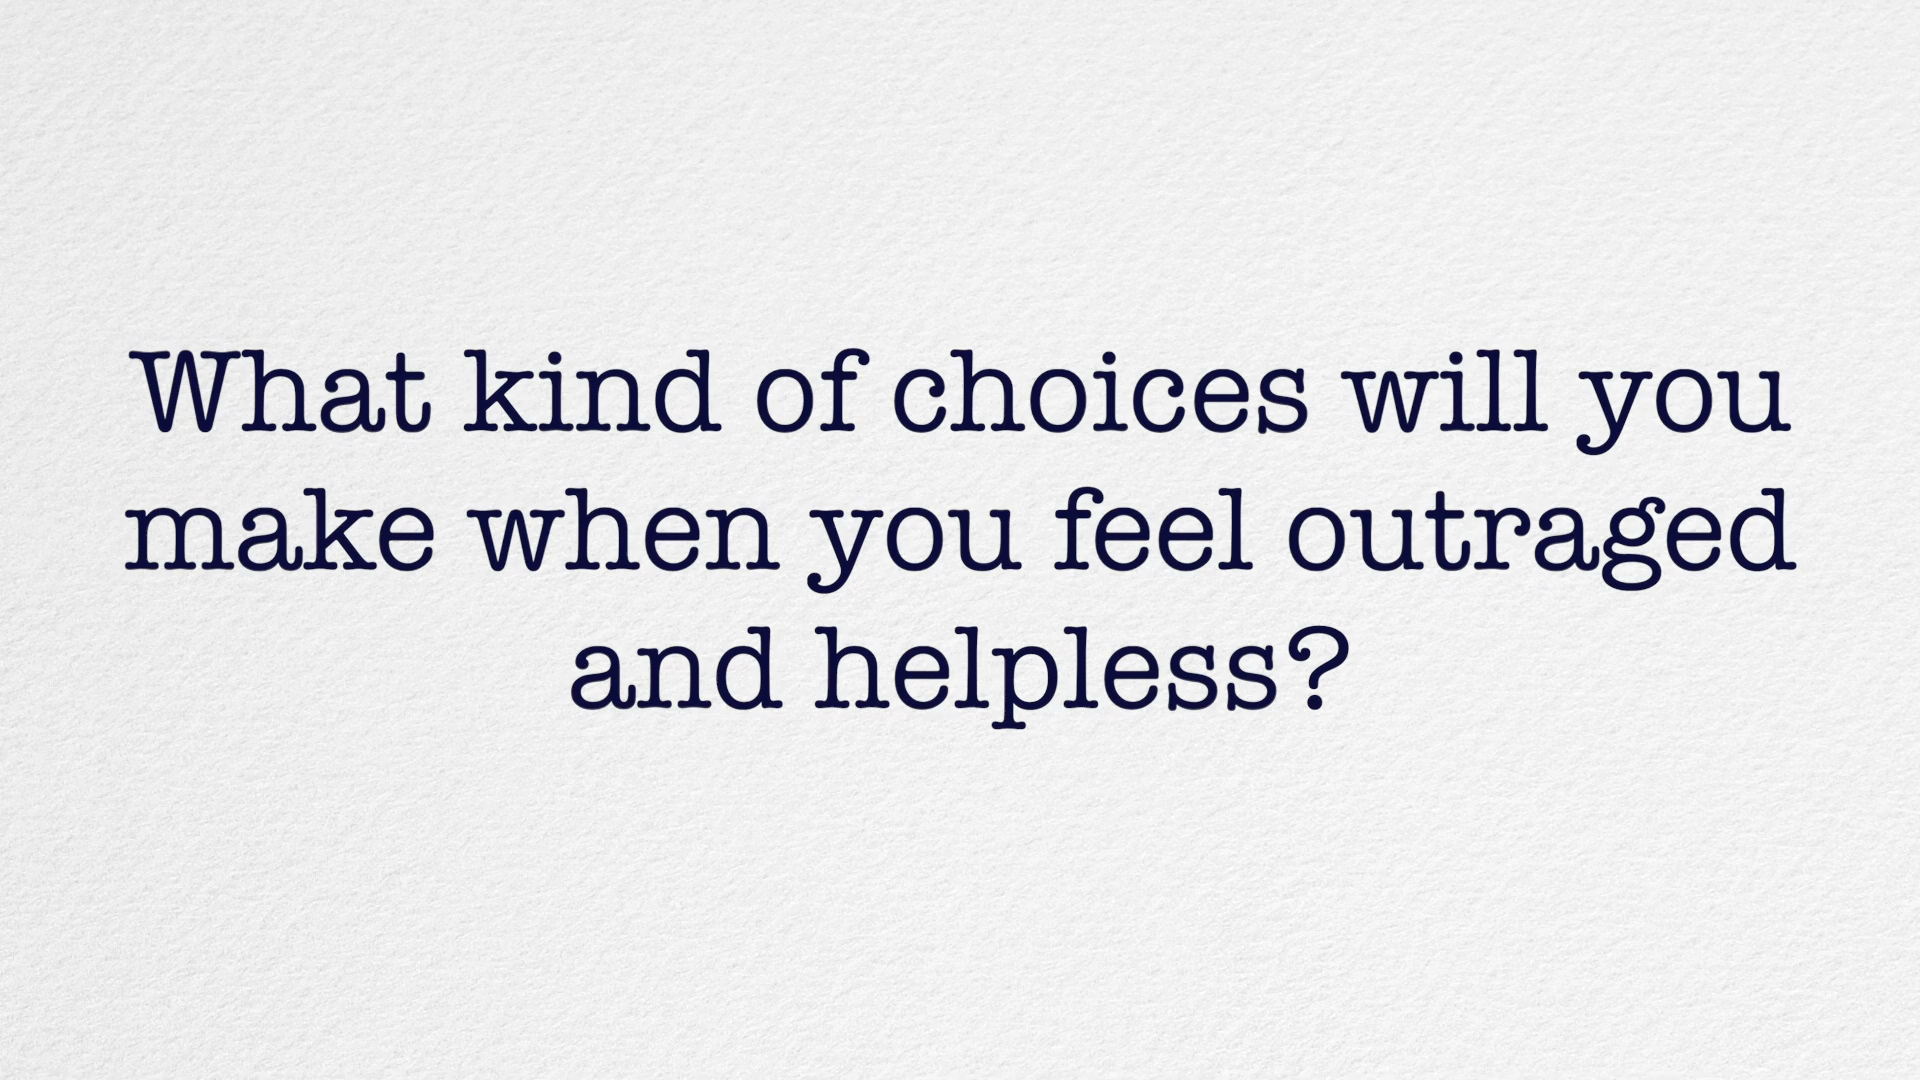 What kind of choices will you
make when you feel outraged
and helpless?